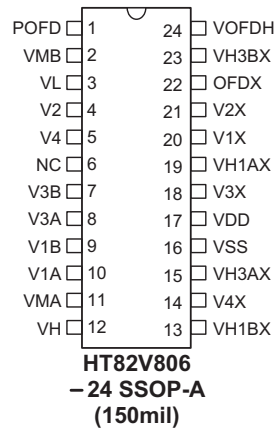 POFD 1 24 VOFDH
VMB 2 23 VH3BX
VL 3 22 OFDX
V2 4 21 V2X
V4 5 20 V1X
NC 6 19 VH1AX
V3B 7 18 V3X
V3A 8 17 VDD
V1B 9 16 VSS
V1A 10 15 VH3AX
VMA 11 14 V4X
VH 12 13 VH1BX
HT82V806
– 24 SSOP-A
(150mil)